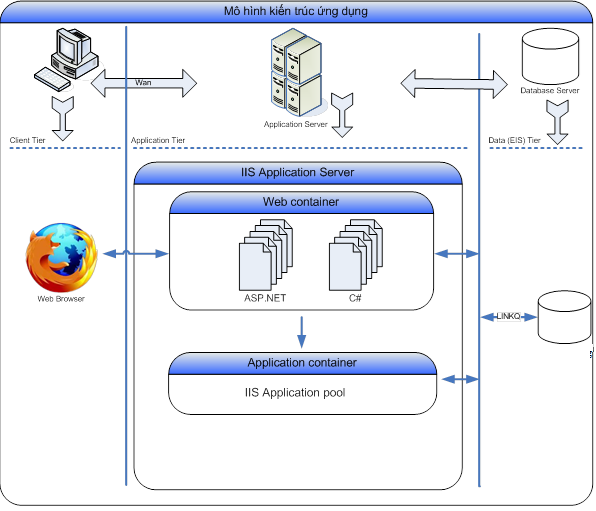 Mô hình kiến trúc ứng dụng
Wan
Application Server
Database Server
Client Tier
Application Tier
Data (EIS) Tier
IIS Application Server
Web container
ASP.NET
C#
Web Browser
LINKQ
Application container
IIS Application pool